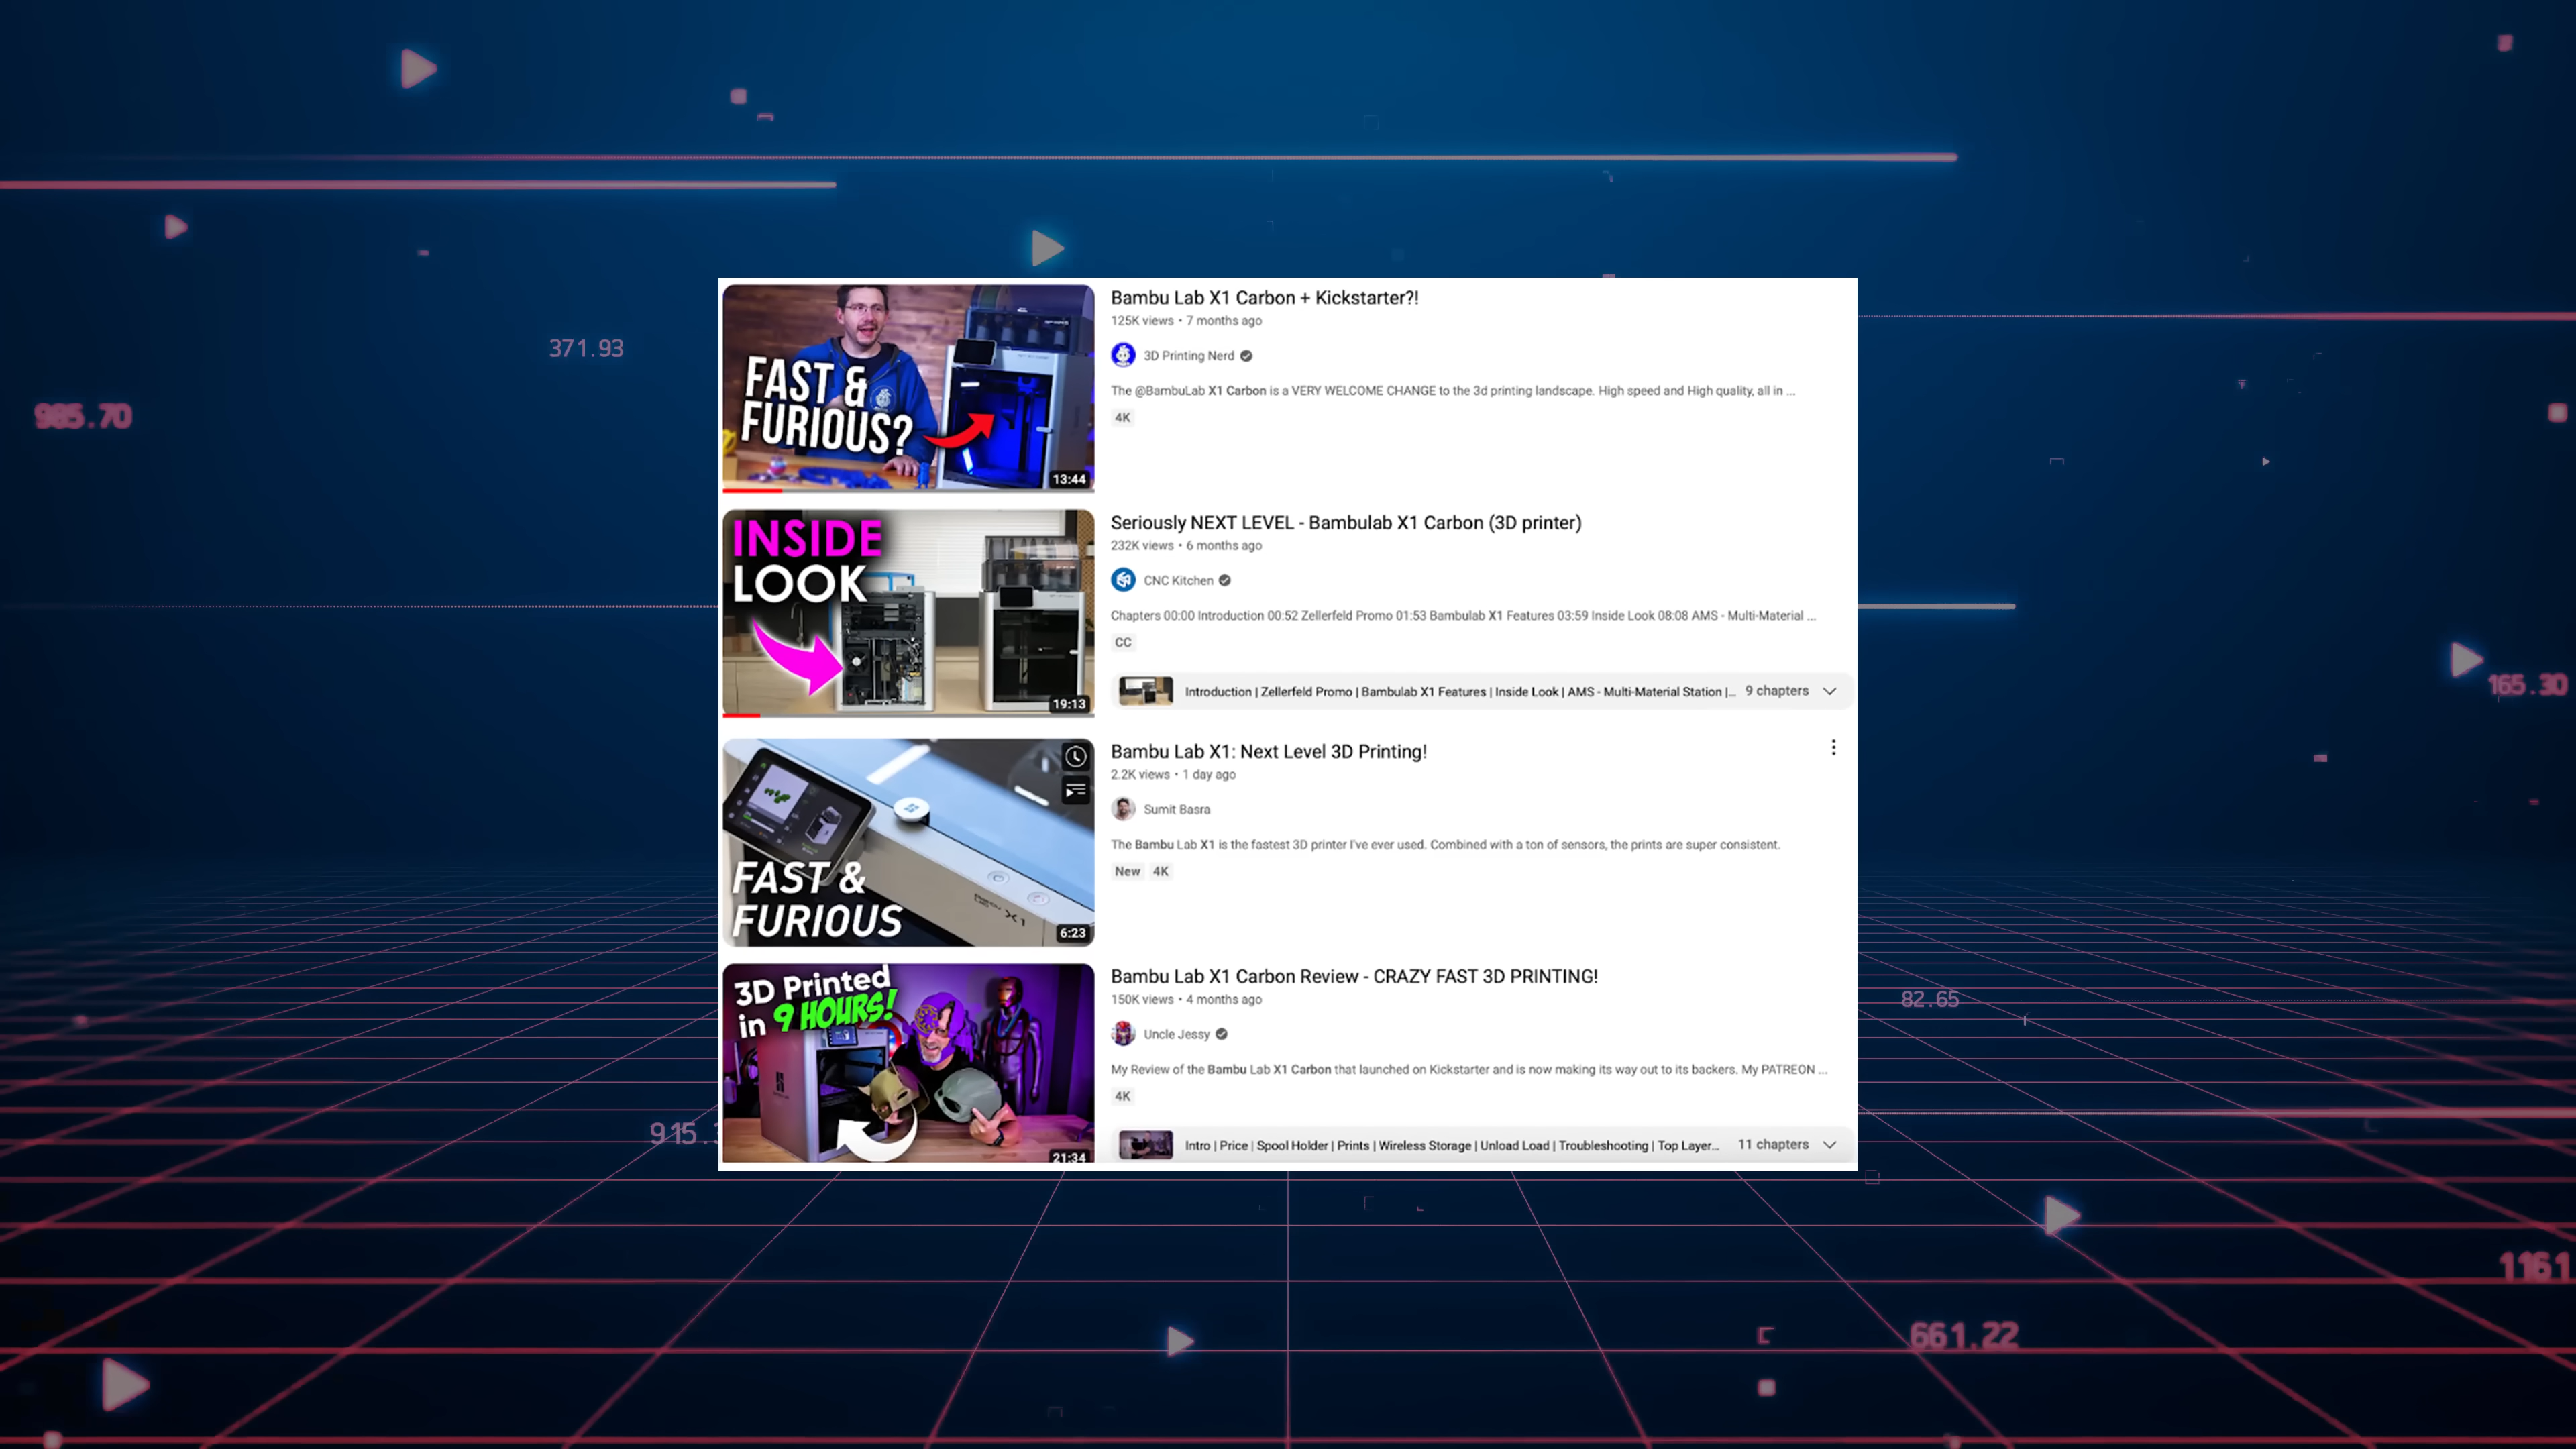 371.93
985.70
FAST &
FURIOUS?
13:44
Bambu Lab X1 Carbon + Kickstarter?!
125K views • 7 months ago
3D Printing Nerd
The @BambuLab X1 Carbon is a VERY WELCOME CHANGE to the 3d printing landscape. High speed and High quality, all in ...
4K
INSIDE
LOOK
19:13
Seriously NEXT LEVEL - Bambulab X1 Carbon (3D printer)
232K views • 6 months ago
CNC Kitchen
Chapters 00:00 Introduction 00:52 Zellerfeld Promo 01:53 Bambulab X1 Features 03:59 Inside Look 08:08 AMS - Multi-Material ...
CC
Introduction | Zellerfeld Promo | Bambulab X1 Features | Inside Look | AMS - Multi-Material Station |... 9 chapters
165.30
FAST &
FURIOUS
X1
6:23
Bambu Lab X1: Next Level 3D Printing!
2.2K views • 1 day ago
Sumit Basra
The Bambu Lab X1 is the fastest 3D printer I've ever used. Combined with a ton of sensors, the prints are super consistent.
New 4K
3D Printed
in 9 HOURS!
21:34
Bambu Lab X1 Carbon Review - CRAZY FAST 3D PRINTING!
150K views • 4 months ago
Uncle Jessy
My Review of the Bambu Lab X1 Carbon that launched on Kickstarter and is now making its way out to its backers. My PATREON ...
4K
Intro | Price | Spool Holder | Prints | Wireless Storage | Unload Load | Troubleshooting | Top Layer... 11 chapters
82.65
915.
1161
661.22